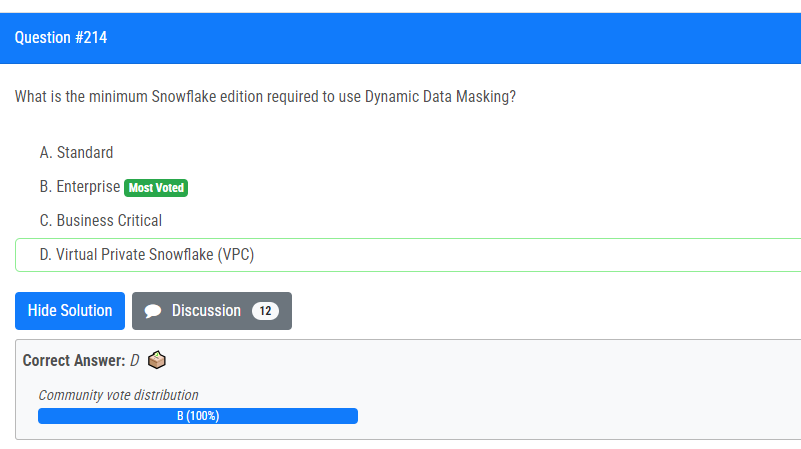 Question #214
What is the minimum Snowflake edition required to use Dynamic Data Masking?
A. Standard
B. Enterprise Most Voted
C. Business Critical
D. Virtual Private Snowflake (VPC)
Hide Solution Discussion 12
Correct Answer: D
Community vote distribution
B (100%)